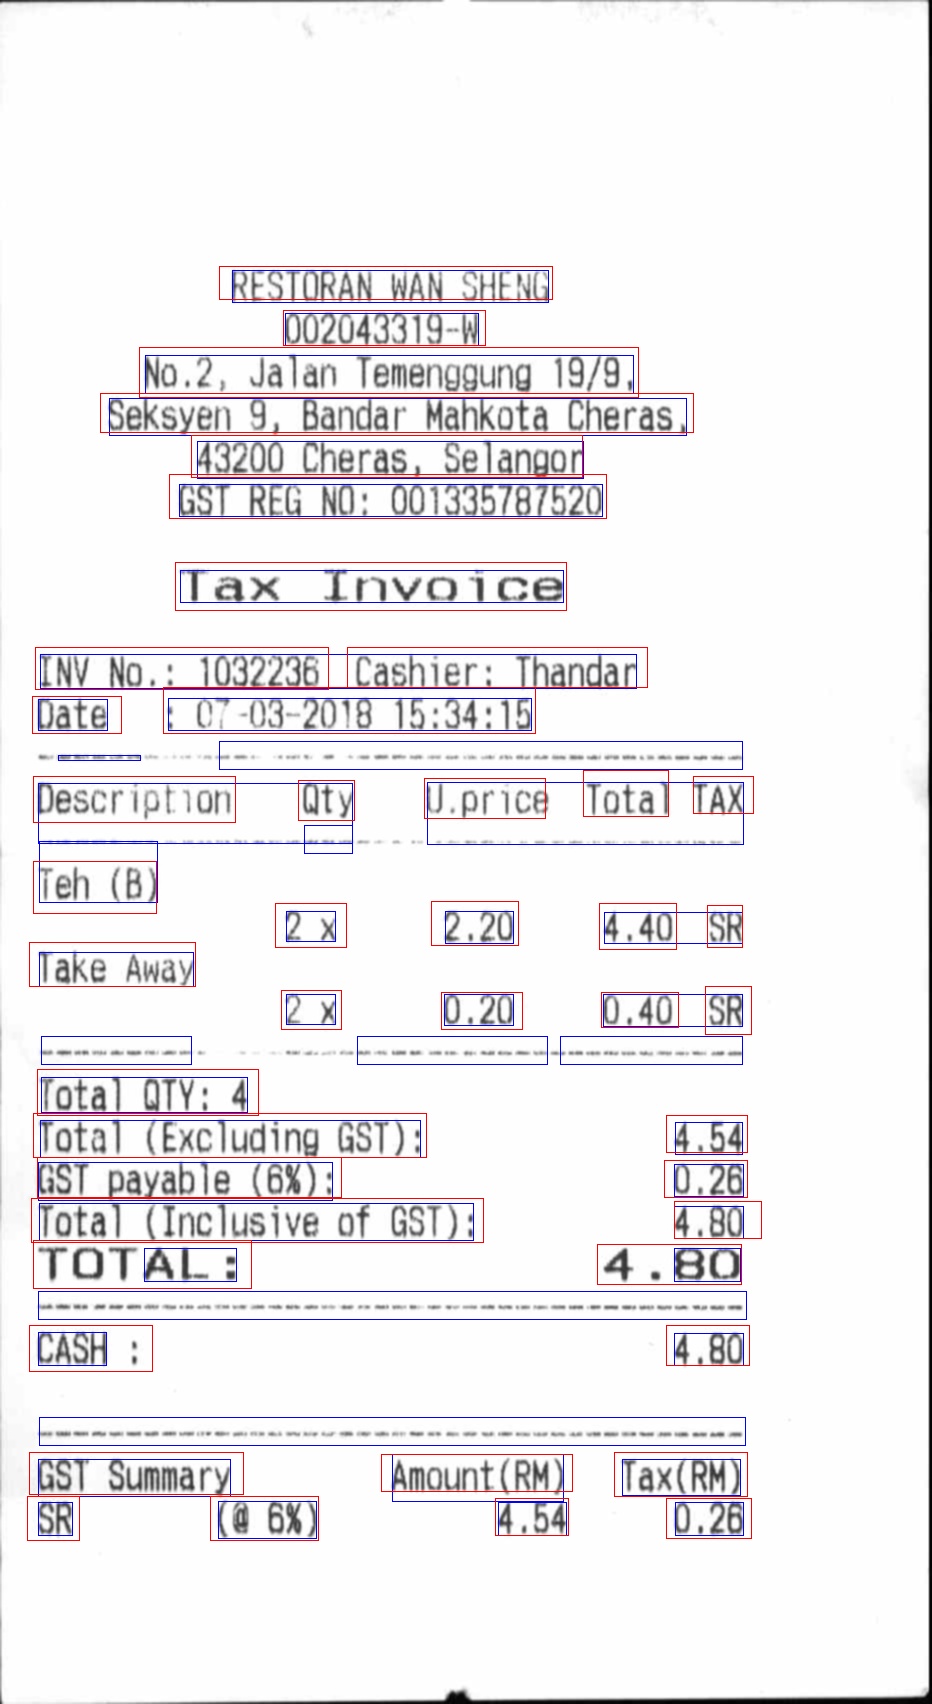 RESTORAN WAN SHENG
002043319-W
No.2, Jalan Temenggung 19/9,
Seksyen 9, Bandar Mahkota Cheras,
43200 Cheras, Selangor
GST REG NO: 001335787520
Tax Invoice
INV No.: 1032236 Cashier: Thandar
Date : 07-03-2018 15:34:15
Description Qty U.price Total TAX
Teh (B)
2 x 2.20 4.40 SR
Take Away
2 x 0.20 0.40 SR
Total QTY: 4
Total (Excluding GST): 4.54
GST payable (6%): 0.26
Total (Inclusive of GST): 4.80
TOTAL: 4.80
CASH : 4.80
GST Summary Amount(RM) Tax(RM)
SR (@ 6%) 4.54 0.26